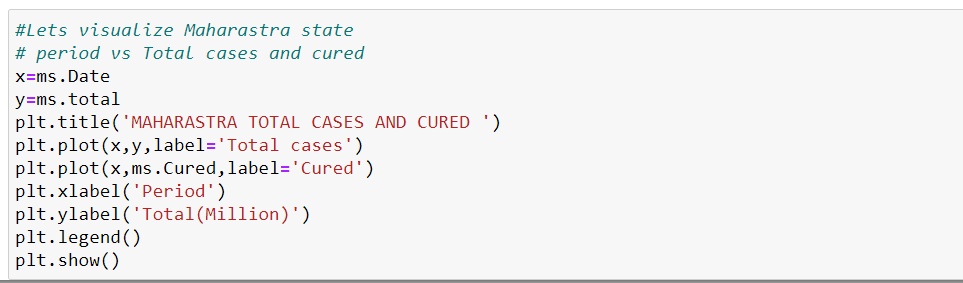 #Lets visualize Maharastra state
# period vs Total cases and cured
x=ms.Date
y=ms.total
plt.title('MAHARASTRA TOTAL CASES AND CURED ')
plt.plot(x,y,label='Total cases')
plt.plot(x,ms.Cured,label='Cured')
plt.xlabel('Period')
plt.ylabel('Total(Million)')
plt.legend()
plt.show()